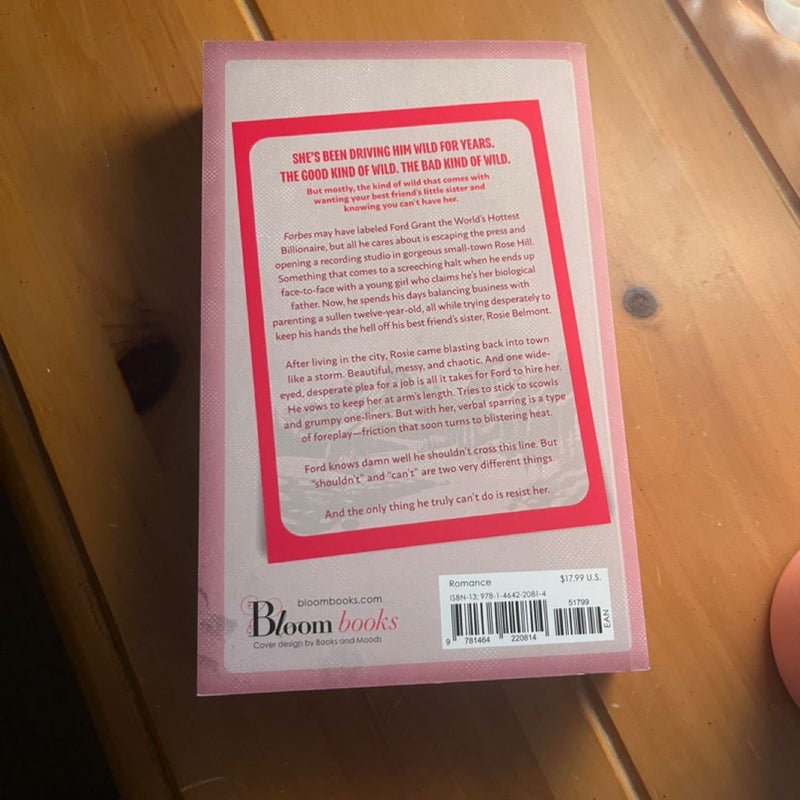 SHE'S BEEN DRIVING HIM WILD FOR YEARS.
THE GOOD KIND OF WILD. THE BAD KIND OF WILD.
But mostly, the kind of wild that comes with
wanting your best friend's little sister and
knowing you can't have her.
Forbes may have labeled Ford Grant the World's Hottest
Billionaire, but all he cares about is escaping the press and
opening a recording studio in gorgeous small-town Rose Hill.
Something that comes to a screeching halt when he ends up
face-to-face with a young girl who claims he's her biological
father. Now, he spends his days balancing business with
parenting a sullen twelve-year-old, all while trying desperately to
keep his hands the hell off his best friend's sister, Rosie Belmont.
After living in the city, Rosie came blasting back into town
like a storm. Beautiful, messy, and chaotic. And one wide-
eyed, desperate plea for a job is all it takes for Ford to hire her.
He vows to keep her at arm's length. Tries to stick to scowls
and grumpy one-liners. But with her, verbal sparring is a type
of foreplay—friction that soon turns to blistering heat.
Ford knows damn well he shouldn't cross this line. But
"shouldn't" and "can't" are two very different things.
And the only thing he truly can't do is resist her.
bloombooks.com
Bloom books
Cover design by Books and Moods
Romance $17.99 U.S.
ISBN-13: 978-1-4642-2081-4
51799
EAN
9 781464 220814